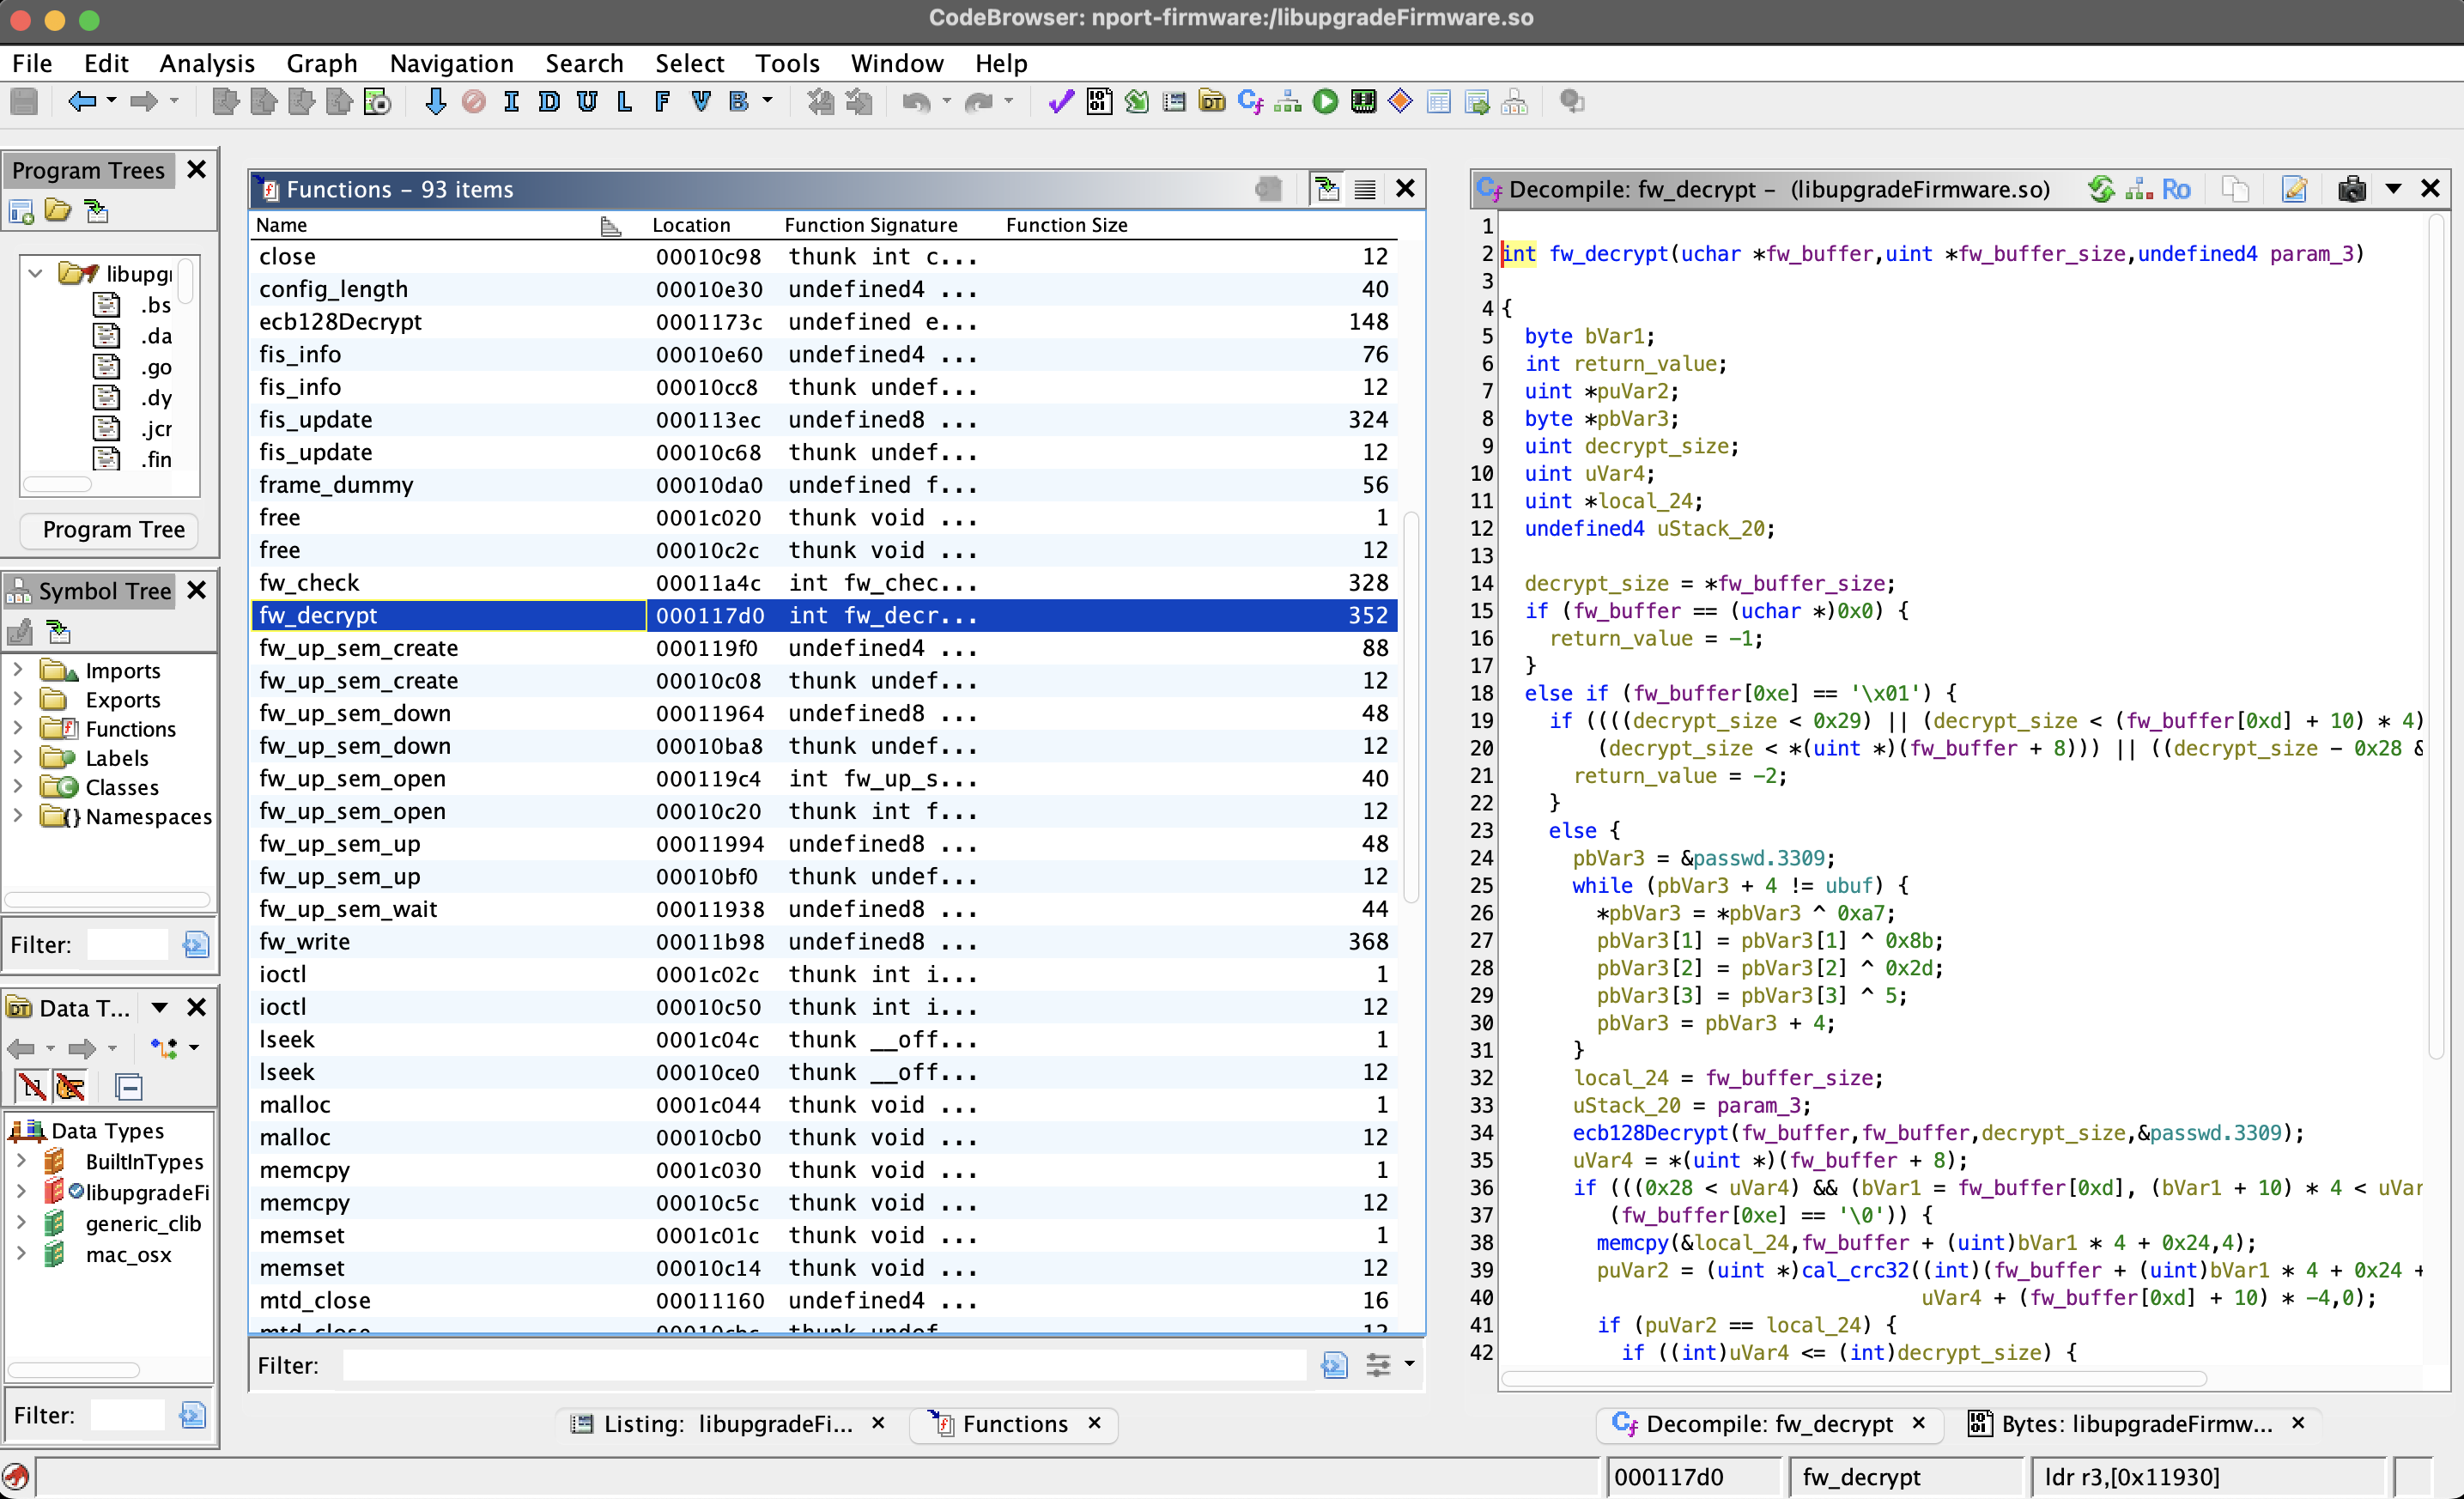 CodeBrowser: nport-firmware:/libupgradeFirmware.so
File Edit Analysis Graph Navigation Search Select Tools Window Help
I D U L F V B
Program Trees
libupgr
.bs
.da
.go
.dy
.jcr
.fin
Program Tree
Symbol Tree
Imports
Exports
Functions
Labels
Classes
Namespaces
Filter:
Data T...
Data Types
BuiltInTypes
libupgradeFi
generic_clib
mac_osx
Filter:
Functions – 93 items
Name Location Function Signature Function Size
close 00010c98 thunk int c... 12
config_length 00010e30 undefined4 ... 40
ecb128Decrypt 0001173c undefined e... 148
fis_info 00010e60 undefined4 ... 76
fis_info 00010cc8 thunk undef... 12
fis_update 000113ec undefined8 ... 324
fis_update 00010c68 thunk undef... 12
frame_dummy 00010da0 undefined f... 56
free 0001c020 thunk void ... 1
free 00010c2c thunk void ... 12
fw_check 00011a4c int fw_chec... 328
fw_decrypt 000117d0 int fw_decr... 352
fw_up_sem_create 000119f0 undefined4 ... 88
fw_up_sem_create 00010c08 thunk undef... 12
fw_up_sem_down 00011964 undefined8 ... 48
fw_up_sem_down 00010ba8 thunk undef... 12
fw_up_sem_open 000119c4 int fw_up_s... 40
fw_up_sem_open 00010c20 thunk int f... 12
fw_up_sem_up 00011994 undefined8 ... 48
fw_up_sem_up 00010bf0 thunk undef... 12
fw_up_sem_wait 00011938 undefined8 ... 44
fw_write 00011b98 undefined8 ... 368
ioctl 0001c02c thunk int i... 1
ioctl 00010c50 thunk int i... 12
lseek 0001c04c thunk __off... 1
lseek 00010ce0 thunk __off... 12
malloc 0001c044 thunk void ... 1
malloc 00010cb0 thunk void ... 12
memcpy 0001c030 thunk void ... 1
memcpy 00010c5c thunk void ... 12
memset 0001c01c thunk void ... 1
memset 00010c14 thunk void ... 12
mtd_close 00011160 undefined4 ... 16
mtd_close 00010cbc thunk undef... 12
Filter:
Listing: libupgradeFi... ×
Functions ×
Decompile: fw_decrypt – (libupgradeFirmware.so) Ro
1
2 int fw_decrypt(uchar *fw_buffer,uint *fw_buffer_size,undefined4 param_3)
3
4 {
5 byte bVar1;
6 int return_value;
7 uint *puVar2;
8 byte *pbVar3;
9 uint decrypt_size;
10 uint uVar4;
11 uint *local_24;
12 undefined4 uStack_20;
13
14 decrypt_size = *fw_buffer_size;
15 if (fw_buffer == (uchar *)0x0) {
16 return_value = -1;
17 }
18 else if (fw_buffer[0xe] == '\x01') {
19 if ((((decrypt_size < 0x29) || (decrypt_size < (fw_buffer[0xd] + 10) * 4)
20 (decrypt_size < *(uint *)(fw_buffer + 8))) || ((decrypt_size - 0x28 &
21 return_value = -2;
22 }
23 else {
24 pbVar3 = &passwd.3309;
25 while (pbVar3 + 4 != ubuf) {
26 *pbVar3 = *pbVar3 ^ 0xa7;
27 pbVar3[1] = pbVar3[1] ^ 0x8b;
28 pbVar3[2] = pbVar3[2] ^ 0x2d;
29 pbVar3[3] = pbVar3[3] ^ 5;
30 pbVar3 = pbVar3 + 4;
31 }
32 local_24 = fw_buffer_size;
33 uStack_20 = param_3;
34 ecb128Decrypt(fw_buffer,fw_buffer,decrypt_size,&passwd.3309);
35 uVar4 = *(uint *)(fw_buffer + 8);
36 if (((0x28 < uVar4) && (bVar1 = fw_buffer[0xd], (bVar1 + 10) * 4 < uVar
37 (fw_buffer[0xe] == '\0')) {
38 memcpy(&local_24,fw_buffer + (uint)bVar1 * 4 + 0x24,4);
39 puVar2 = (uint *)cal_crc32((int)(fw_buffer + (uint)bVar1 * 4 + 0x24 +
40 uVar4 + (fw_buffer[0xd] + 10) * -4,0);
41 if (puVar2 == local_24) {
42 if ((int)uVar4 <= (int)decrypt_size) {
Decompile: fw_decrypt ×
Bytes: libupgradeFirmw... ×
000117d0 fw_decrypt ldr r3,[0x11930]